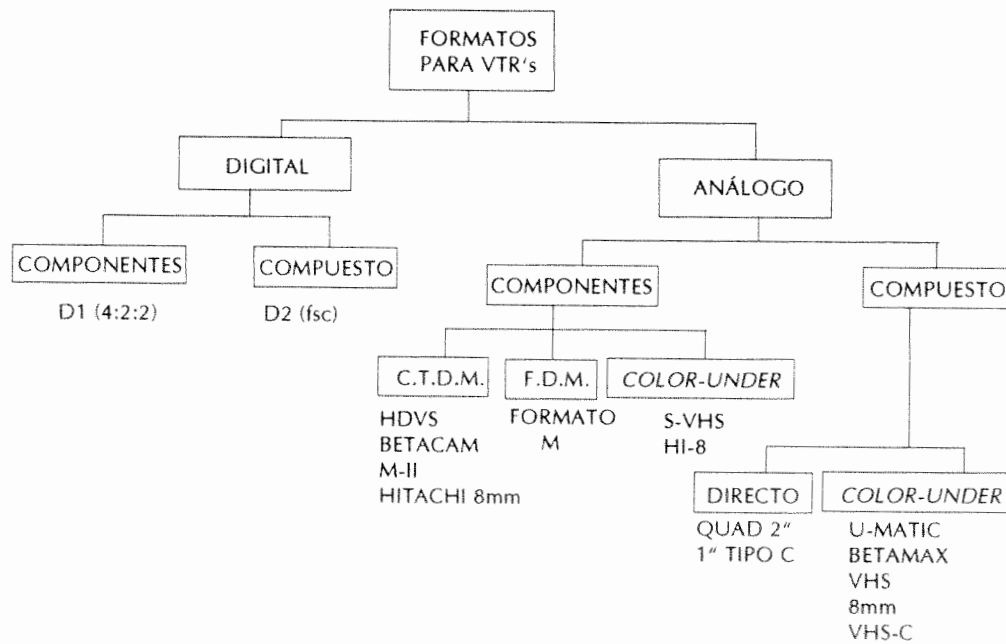 FORMATOS
PARA VTR's
DIGITAL
ANÁLOGO
COMPONENTES
COMPUESTO
D1 (4:2:2)
D2 (fsc)
COMPONENTES
COMPUESTO
C.T.D.M.
HDVS
BETACAM
M-II
HITACHI 8mm
F.D.M.
FORMATO
M
COLOR-UNDER
S-VHS
HI-8
DIRECTO
QUAD 2"
1" TIPO C
COLOR-UNDER
U-MATIC
BETAMAX
VHS
8mm
VHS-C